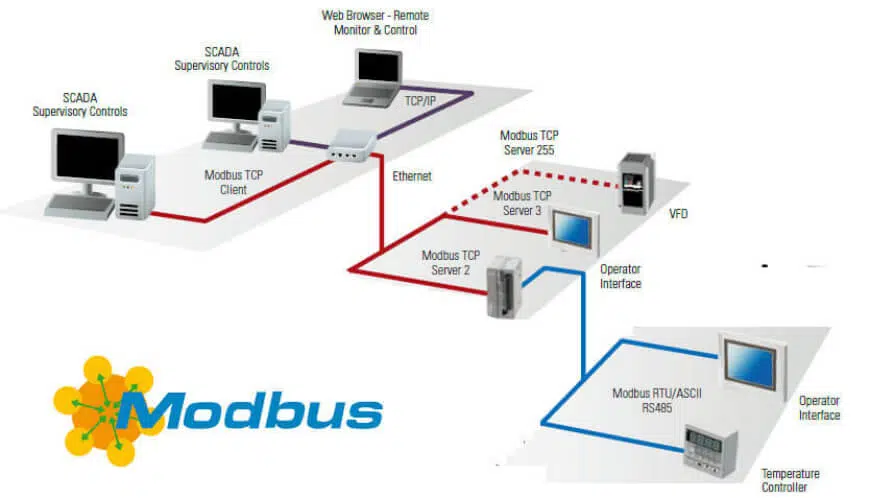 Web Browser - Remote
Monitor & Control
SCADA
Supervisory Controls
SCADA
Supervisory Controls
TCP/IP
Modbus TCP
Client
Ethernet
Modbus TCP
Server 255
Modbus TCP
Server 3
VFD
Modbus TCP
Server 2
Operator
Interface
Modbus RTU/ASCII
RS485
Operator
Interface
Temperature
Controller
Modbus